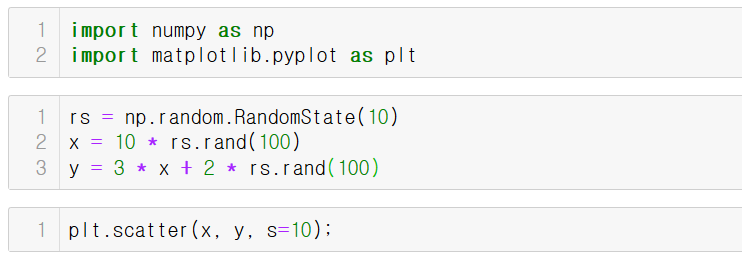 1 import numpy as np
2 import matplotlib.pyplot as plt
1 rs = np.random.RandomState(10)
2 x = 10 * rs.rand(100)
3 y = 3 * x + 2 * rs.rand(100)
1 plt.scatter(x, y, s=10);